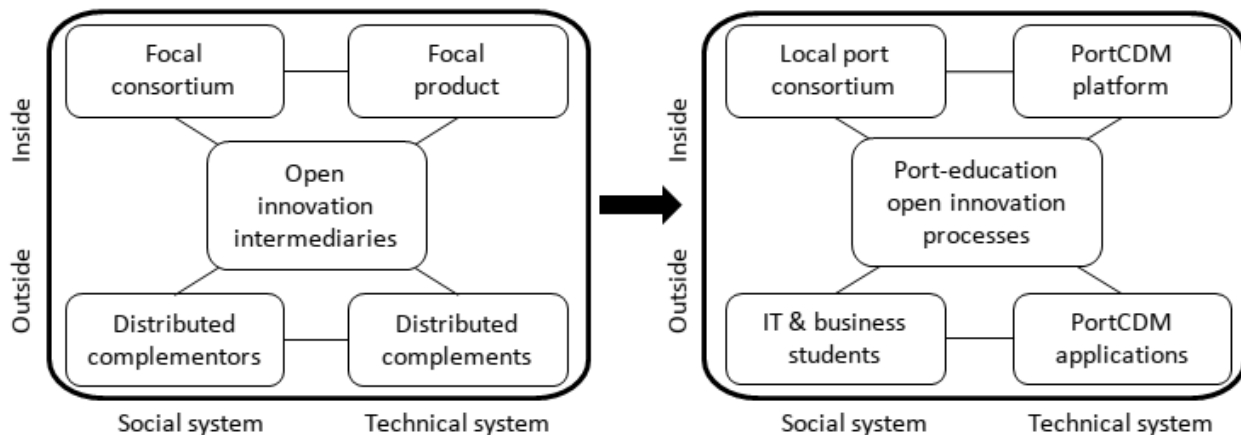 Focal
consortium
Focal
product
Inside
Open
innovation
intermediaries
Outside
Distributed
complementors
Distributed
complements
Social system
Technical system
Local port
consortium
PortCDM
platform
Inside
Port-education
open innovation
processes
Outside
IT & business
students
PortCDM
applications
Social system
Technical system